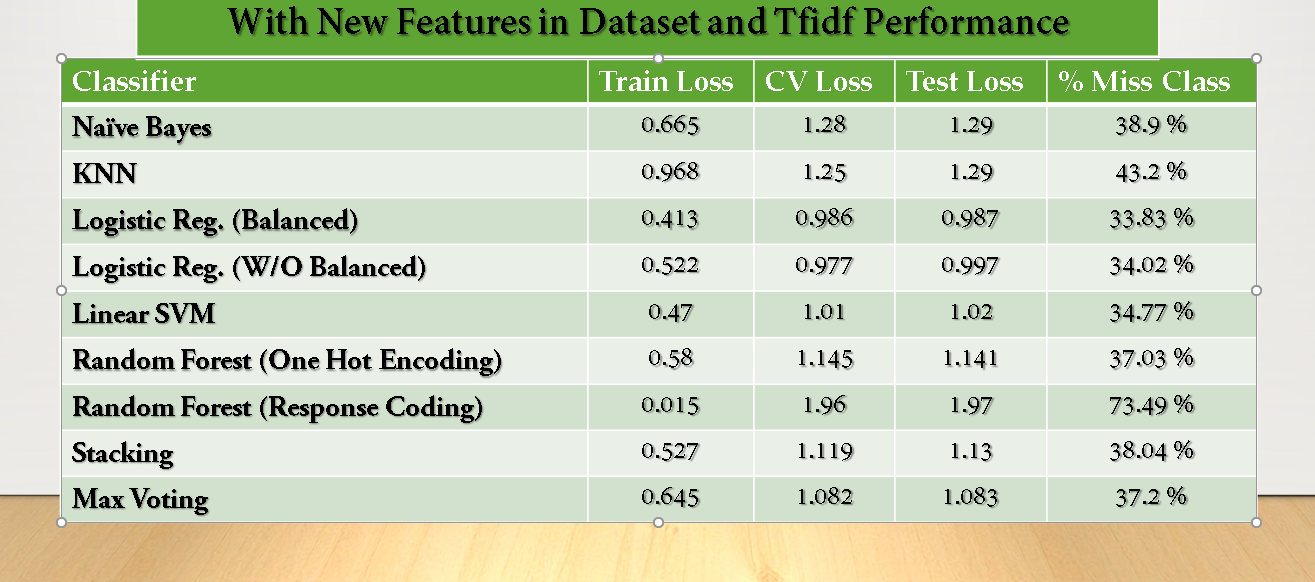 With New Features in Dataset and Tfidf Performance
Classifier Train Loss CV Loss Test Loss % Miss Class
Naïve Bayes 0.665 1.28 1.29 38.9 %
KNN 0.968 1.25 1.29 43.2 %
Logistic Reg. (Balanced) 0.413 0.986 0.987 33.83 %
Logistic Reg. (W/O Balanced) 0.522 0.977 0.997 34.02 %
Linear SVM 0.47 1.01 1.02 34.77 %
Random Forest (One Hot Encoding) 0.58 1.145 1.141 37.03 %
Random Forest (Response Coding) 0.015 1.96 1.97 73.49 %
Stacking 0.527 1.119 1.13 38.04 %
Max Voting 0.645 1.082 1.083 37.2 %